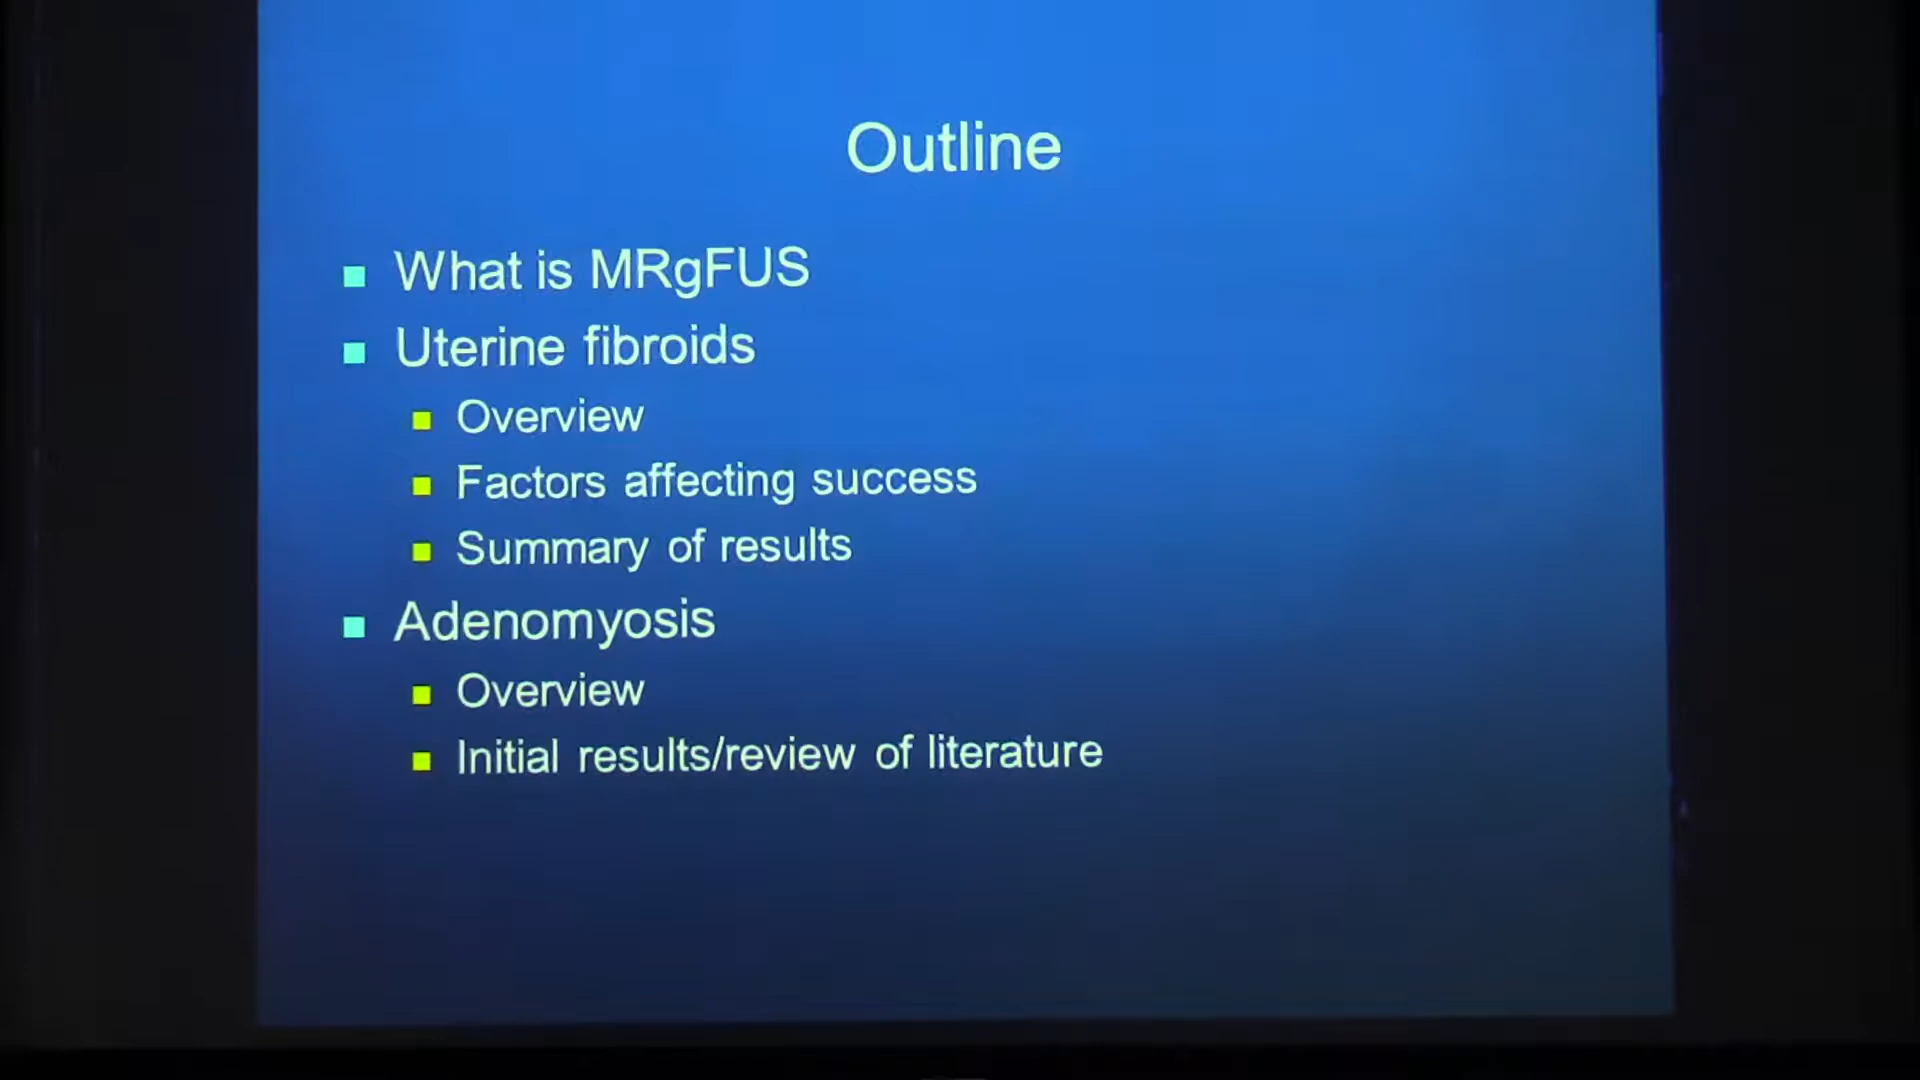 Outline
What is MRgFUS
Uterine fibroids
Overview
Factors affecting success
Summary of results
Adenomyosis
Overview
Initial results/review of literature